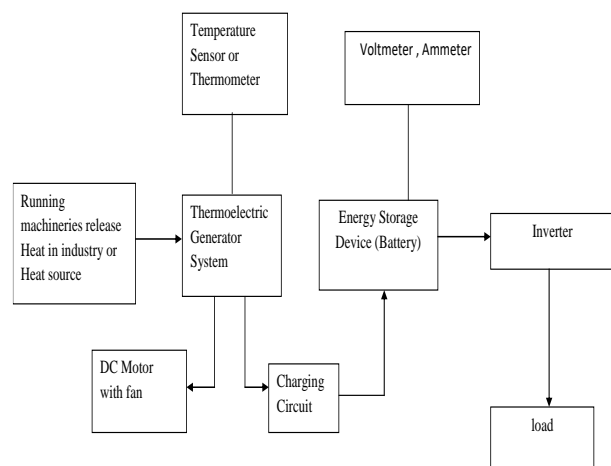 Temperature
Sensor or
Thermometer
Voltmeter , Ammeter
Running
machineries release
Heat in industry or
Heat source
Thermoelectric
Generator
System
Energy Storage
Device (Battery)
Inverter
DC Motor
with fan
Charging
Circuit
load